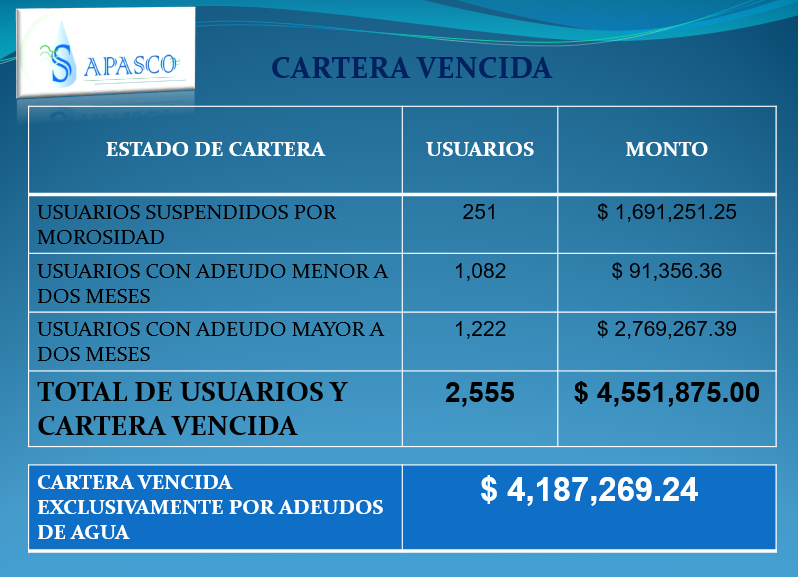 SAPASCO
CARTERA VENCIDA
ESTADO DE CARTERA USUARIOS MONTO
USUARIOS SUSPENDIDOS POR MOROSIDAD 251 $ 1,691,251.25
USUARIOS CON ADEUDO MENOR A DOS MESES 1,082 $ 91,356.36
USUARIOS CON ADEUDO MAYOR A DOS MESES 1,222 $ 2,769,267.39
TOTAL DE USUARIOS Y CARTERA VENCIDA 2,555 $ 4,551,875.00
CARTERA VENCIDA EXCLUSIVAMENTE POR ADEUDOS DE AGUA $ 4,187,269.24